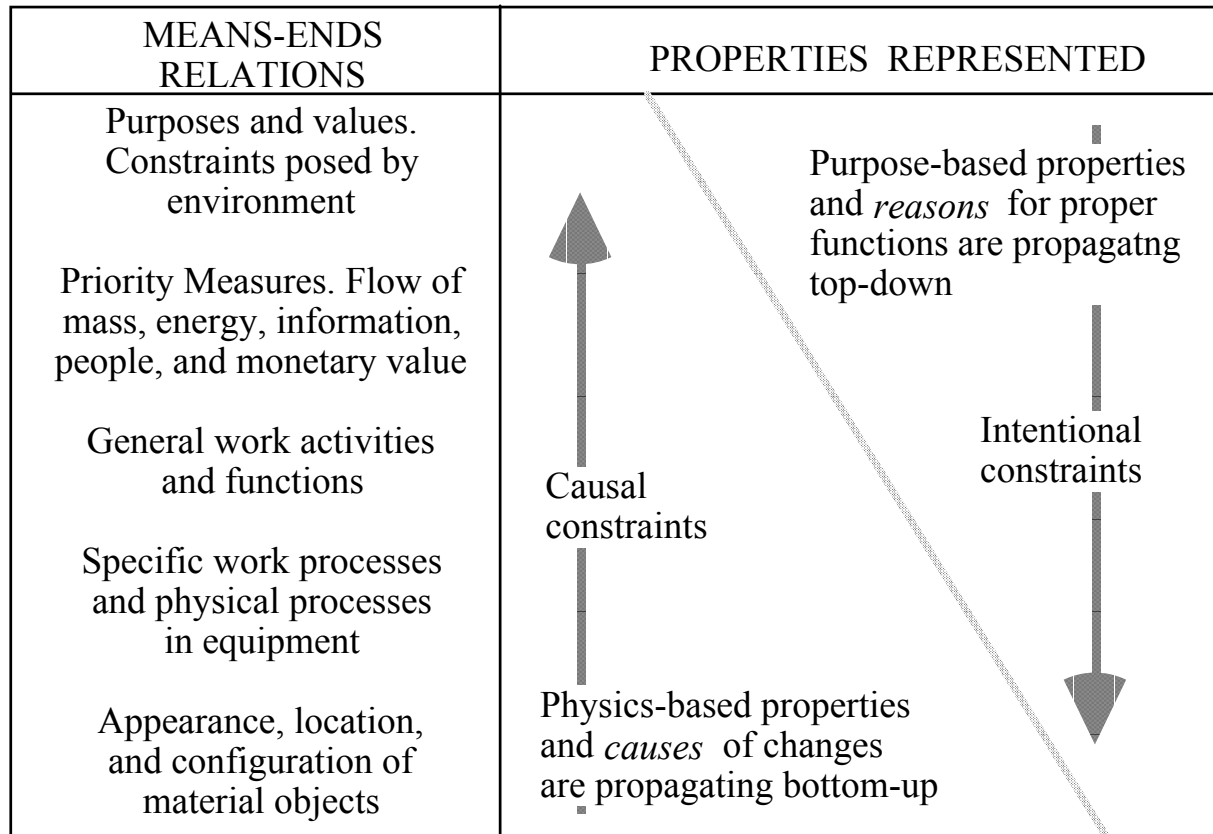 MEANS-ENDS
RELATIONS
PROPERTIES REPRESENTED
Purposes and values.
Constraints posed by
environment
Priority Measures. Flow of
mass, energy, information,
people, and monetary value
General work activities
and functions
Specific work processes
and physical processes
in equipment
Appearance, location,
and configuration of
material objects
Causal
constraints
Physics-based properties
and causes of changes
are propagating bottom-up
Purpose-based properties
and reasons for proper
functions are propagatng
top-down
Intentional
constraints